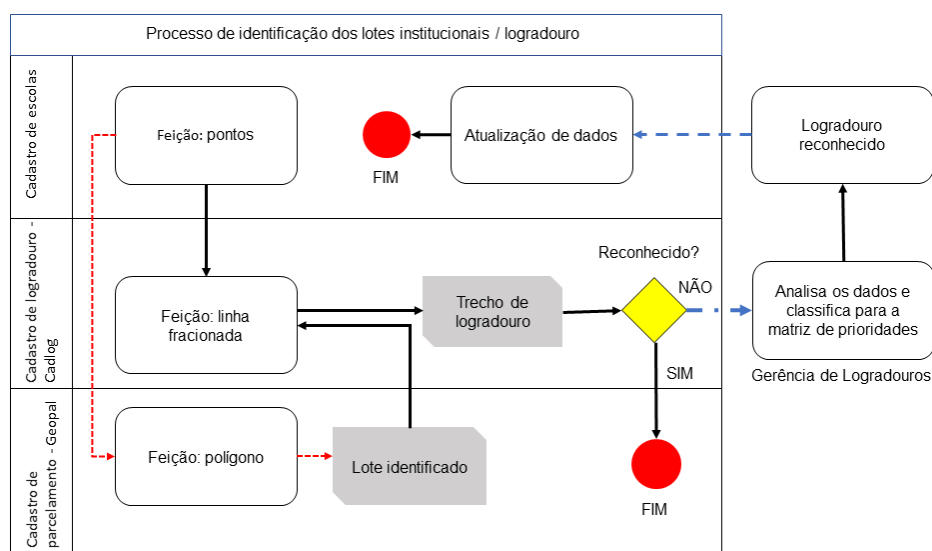 Processo de identificação dos lotes institucionais / logradouro
Cadastro de escolas
Feição: pontos
FIM
Atualização de dados
Logradouro
reconhecido
Cadastro de logradouro -
Cadlog
Feição: linha
fracionada
Trecho de
logradouro
Reconhecido?
NÃO
SIM
Analisa os dados e
classifica para a
matriz de prioridades
Gerência de Logradouros
Cadastro de
parcelamento - Geopal
Feição: polígono
Lote identificado
FIM